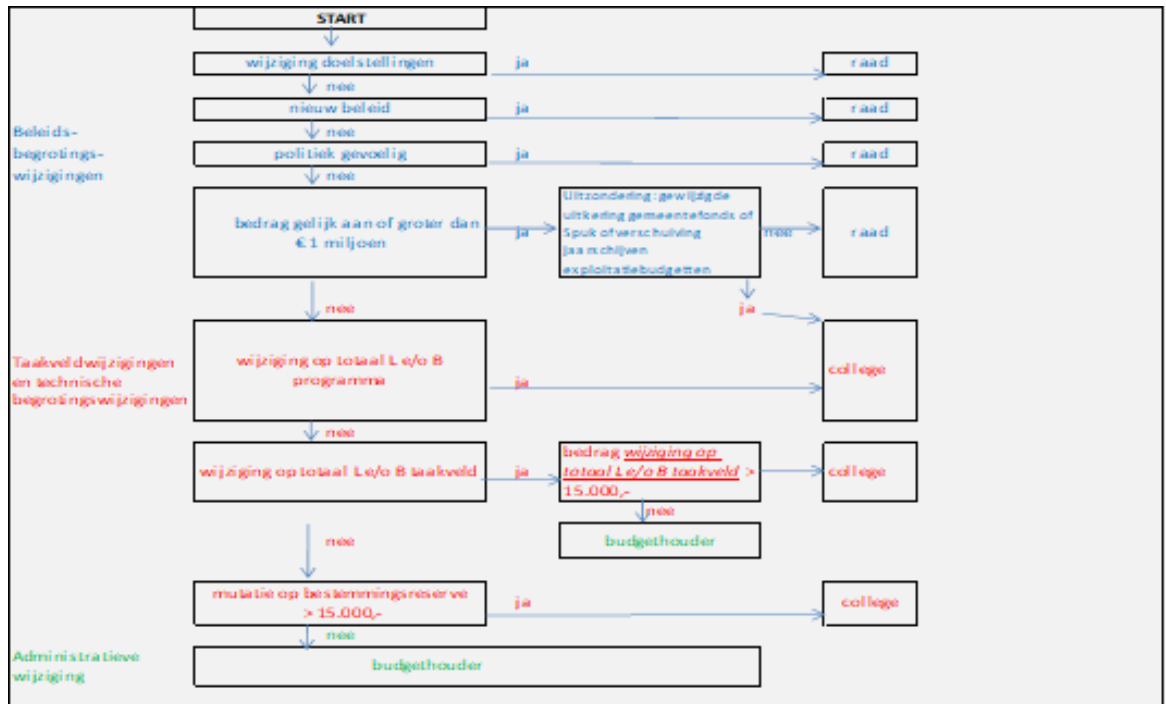 START
wijziging doelstellingen
ja
raad
nee
nieuw beleid
ja
raad
Beleids-
begrotings-
wijzigingen
nee
politiek gevoelig
ja
raad
nee
bedrag gelijk aan of groter dan
€ 1 miljoen
ja
Uitzondering: gewijzigde
uitkering gemeentefonds of
Spuk of verschuiving
jaarschijven
exploitatiebudgetten
nee
raad
nee
ja
Taakveldwijzigingen
en technische
begrotingswijzigingen
wijziging op totaal L e/o B
programma
ja
college
nee
wijziging op totaal L e/o B taakveld
ja
bedrag wijziging op
totaal L e/o B taakveld >
15.000,-
college
nee
budgethouder
nee
mutatie op bestemmingsreserve
> 15.000,-
ja
college
nee
Administratieve
wijziging
budgethouder